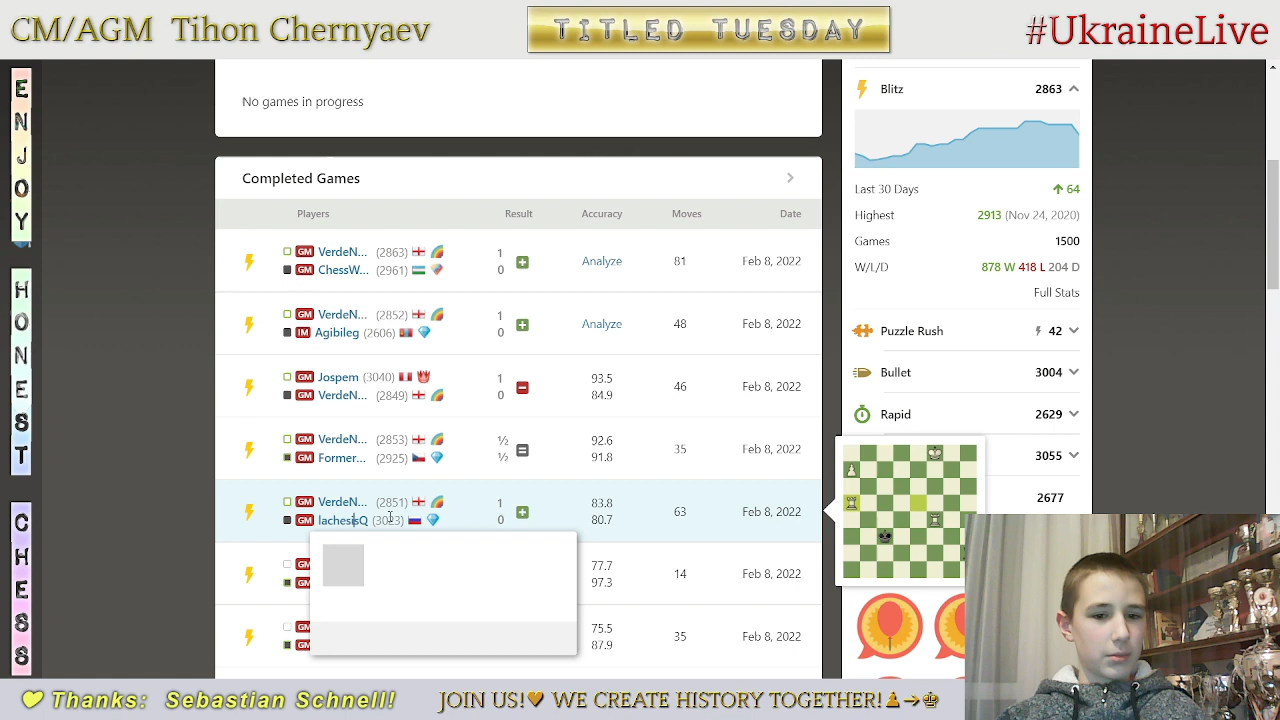 CM/AGM Tihon Chernyaev
TITLED TUESDAY
#UkraineLive
ENJOY
HONEST
CHESS
No games in progress
Completed Games
Players Result Accuracy Moves Date
GM VerdeN... (2863) 1
GM ChessW... (2961) 0
Analyze 81 Feb 8, 2022
GM VerdeN... (2852) 1
IM Agibileg (2606) 0
Analyze 48 Feb 8, 2022
GM Jospem (3040) 1 93.5
GM VerdeN... (2849) 0 84.9
46 Feb 8, 2022
GM VerdeN... (2853) ½ 92.6
GM Former... (2925) ½ 91.8
35 Feb 8, 2022
GM VerdeN... (2851) 1 83.8
GM lachesisQ 0 80.7
63 Feb 8, 2022
GM 77.7
GM 97.3
14 Feb 8, 2022
GM 75.5
GM 87.9
35 Feb 8, 2022
Blitz 2863
Last 30 Days 64
Highest 2913 (Nov 24, 2020)
Games 1500
W/L/D 878 W 418 L 204 D
Full Stats
Puzzle Rush 42
Bullet 3004
Rapid 2629
3055
2677
Thanks: Sebastian Schnell!
JOIN US! WE CREATE HISTORY TOGETHER!